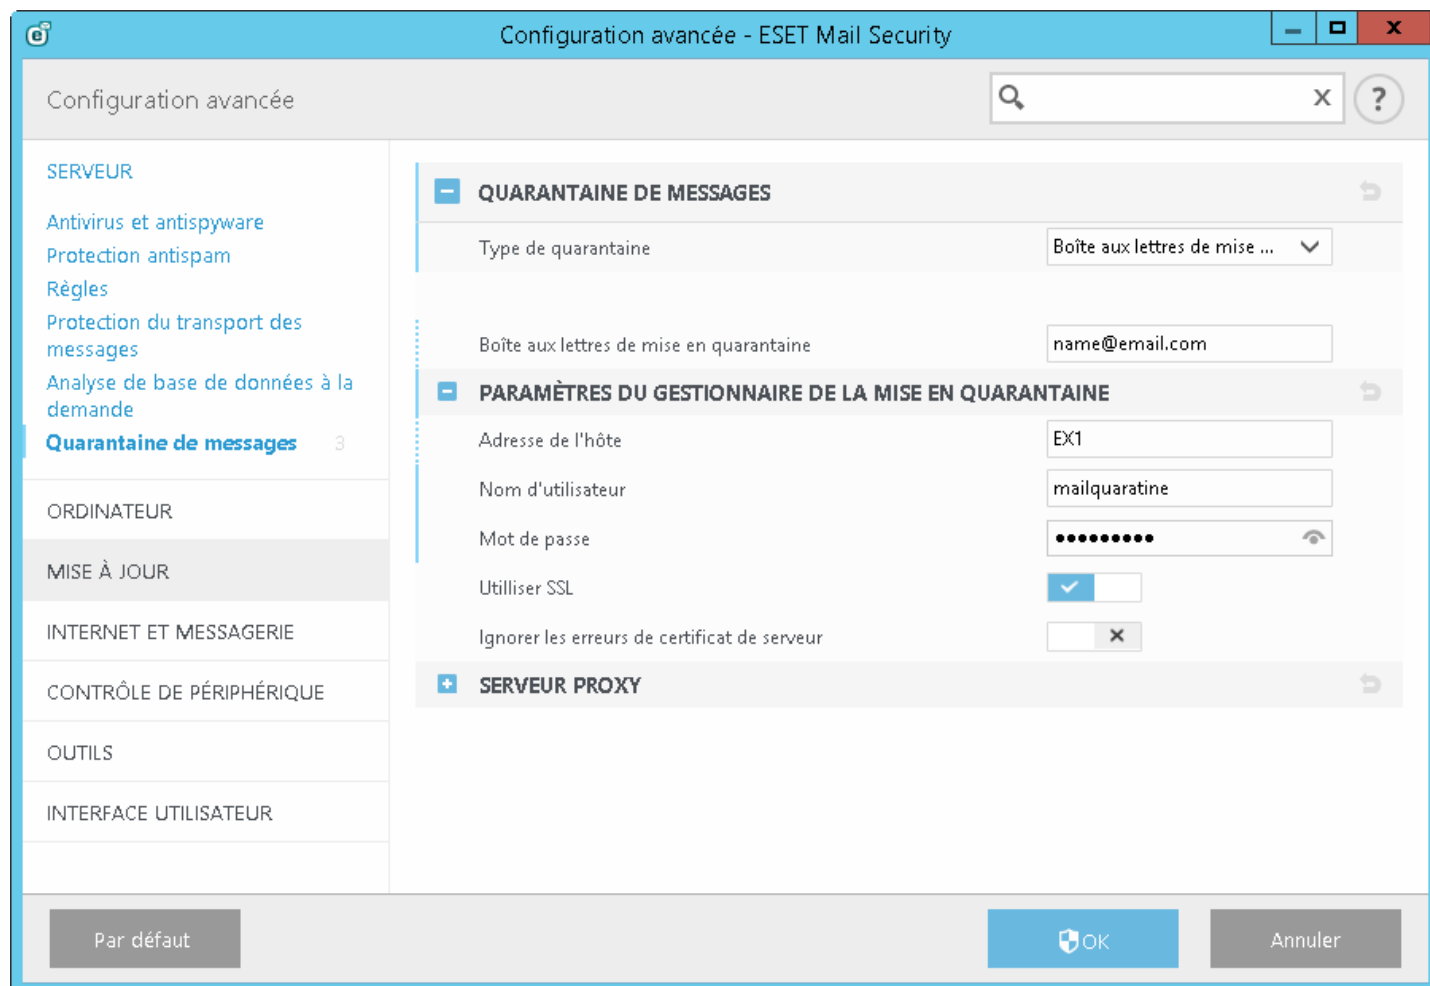 Configuration avancée - ESET Mail Security
Configuration avancée
?
SERVEUR
Antivirus et antispyware
Protection antispam
Règles
Protection du transport des
messages
Analyse de base de données à la
demande
Quarantaine de messages 3
ORDINATEUR
MISE À JOUR
INTERNET ET MESSAGERIE
CONTRÔLE DE PÉRIPHÉRIQUE
OUTILS
INTERFACE UTILISATEUR
QUARANTAINE DE MESSAGES
Type de quarantaine
Boîte aux lettres de mise ...
Boîte aux lettres de mise en quarantaine
name@email.com
PARAMÈTRES DU GESTIONNAIRE DE LA MISE EN QUARANTAINE
Adresse de l'hôte
EX1
Nom d'utilisateur
mailquaratine
Mot de passe
•••••••••
Utilliser SSL
Ignorer les erreurs de certificat de serveur
SERVEUR PROXY
Par défaut
OK
Annuler